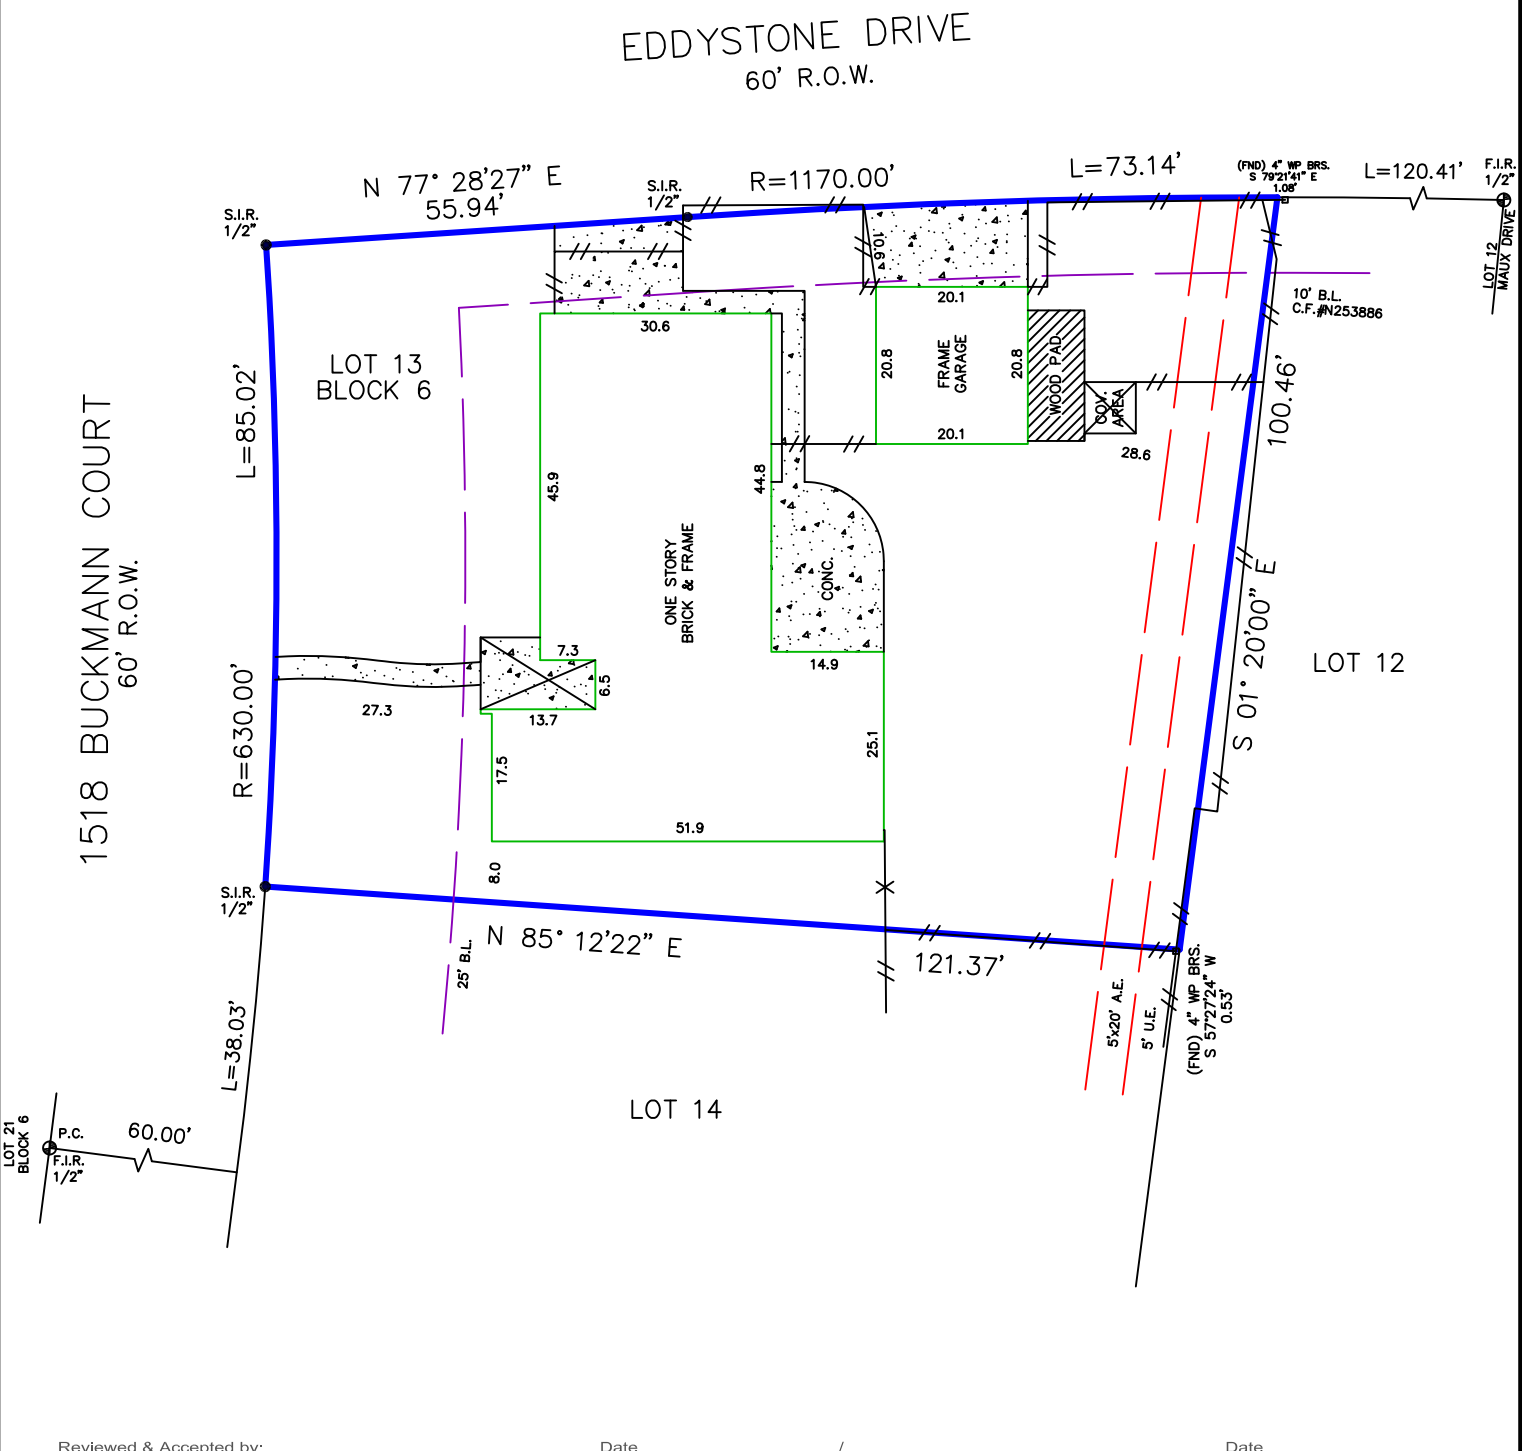 EDDYSTONE DRIVE
60' R.O.W.
N 77° 28'27" E
55.94'
S.I.R.
1/2"
R=1170.00'
L=73.14'
(FND) 4" WP BRS.
S 79°21'41" E
1.08'
L=120.41'
F.I.R.
1/2"
LOT 12
MAUX DRIVE
S.I.R.
1/2"
10' B.L.
C.F.#N253886
10.6
20.1
30.6
LOT 13
BLOCK 6
20.8
FRAME
GARAGE
20.8
WOOD PAD
COV.
AREA
20.1
28.6
100.46'
L=85.02'
1518 BUCKMANN COURT
60' R.O.W.
45.9
44.8
ONE STORY
BRICK & FRAME
CONC.
S 01° 20'00" E
LOT 12
7.3
6.5
14.9
13.7
27.3
R=630.00'
17.5
25.1
51.9
8.0
S.I.R.
1/2"
N 85° 12'22" E
121.37'
25' B.L.
5'x20' A.E.
5' U.E.
(FND) 4" WP BRS.
S 57°27'24" W
0.53'
L=38.03'
LOT 14
LOT 21
BLOCK 6
P.C.
F.I.R.
1/2"
60.00'
Reviewed & Accepted by:
Date
/
Date